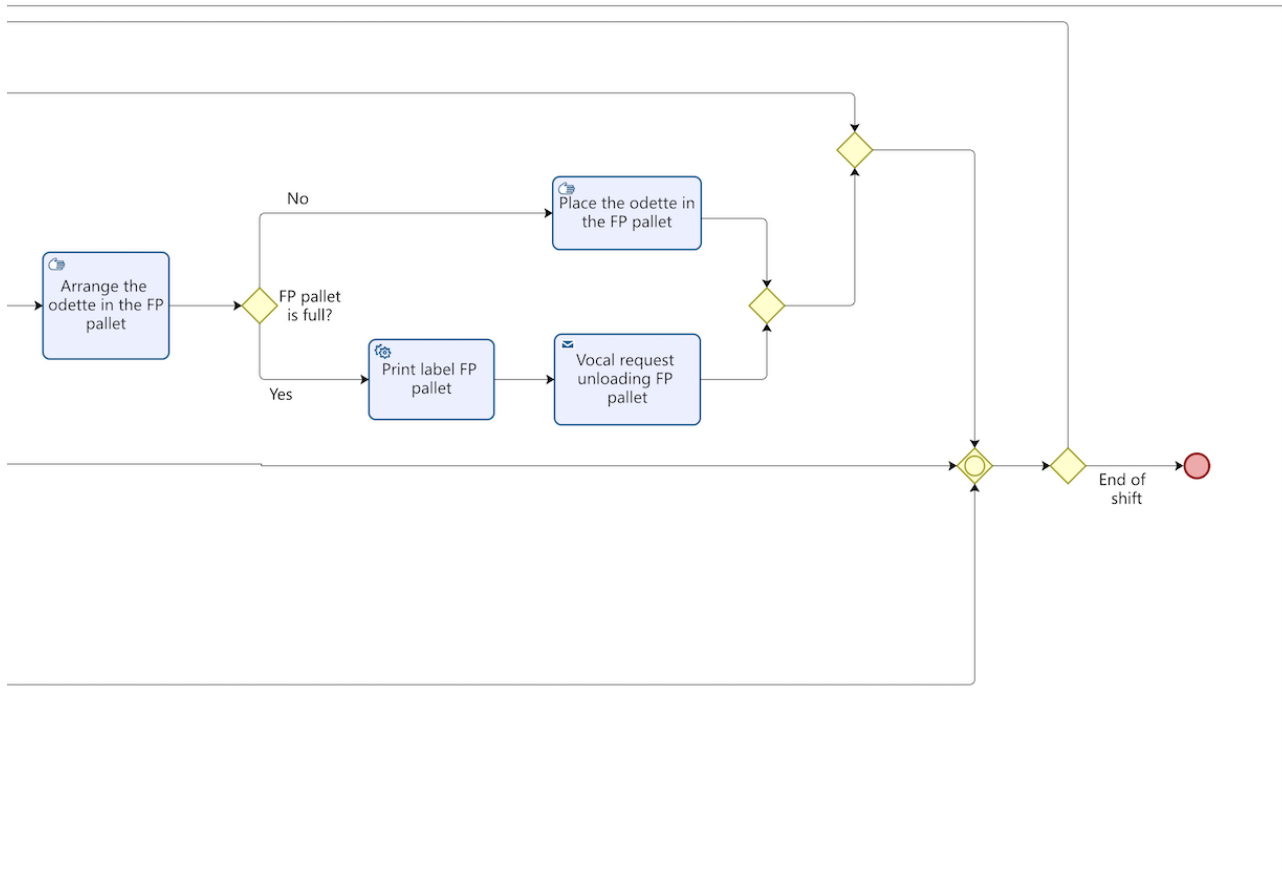 No
Place the odette in
the FP pallet
Arrange the
odette in the FP
pallet
FP pallet
is full?
Yes
Print label FP
pallet
Vocal request
unloading FP
pallet
End of
shift